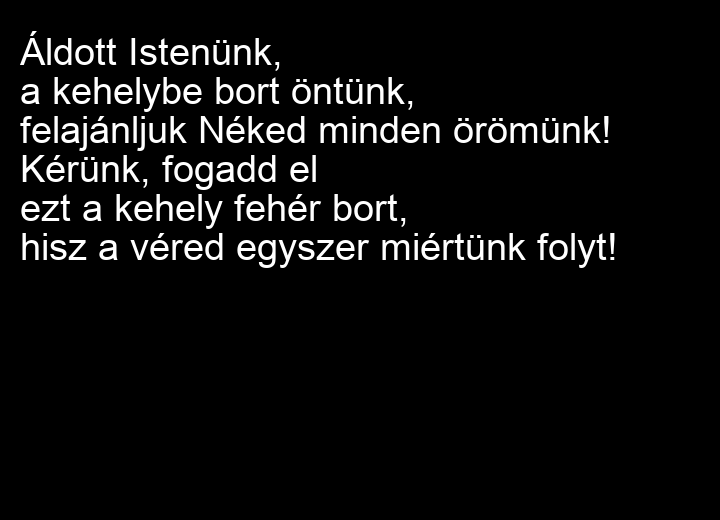 Áldott Istenünk,
a kehelybe bort öntünk,
felajánljuk Néked minden örömünk!
Kérünk, fogadd el
ezt a kehely fehér bort,
hisz a véred egyszer miértünk folyt!